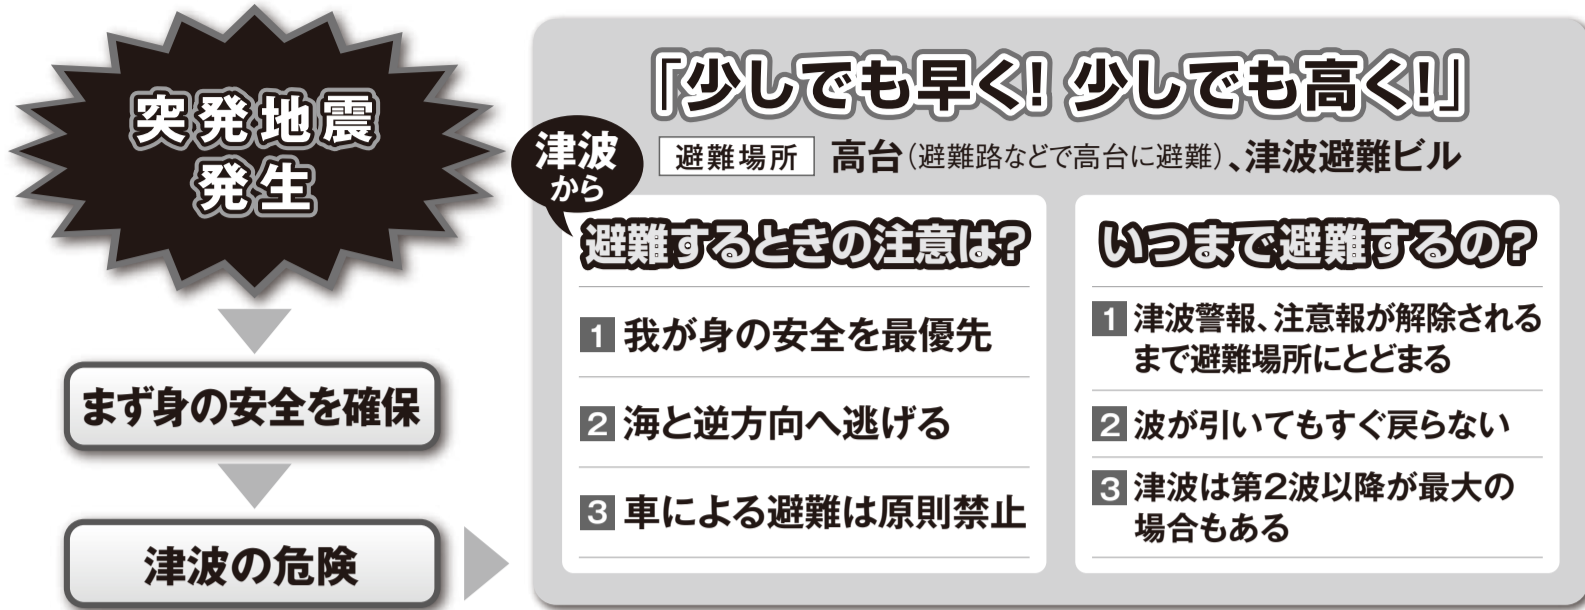 突発地震
発生
まず身の安全を確保
津波の危険
「少しでも早く! 少しでも高く!」
避難場所 高台(避難路などで高台に避難)、津波避難ビル
津波
から
避難するときの注意は?
1 我が身の安全を最優先
2 海と逆方向へ逃げる
3 車による避難は原則禁止
いつまで避難するの?
1 津波警報、注意報が解除される
まで避難場所にとどまる
2 波が引いてもすぐ戻らない
3 津波は第2波以降が最大の
場合もある